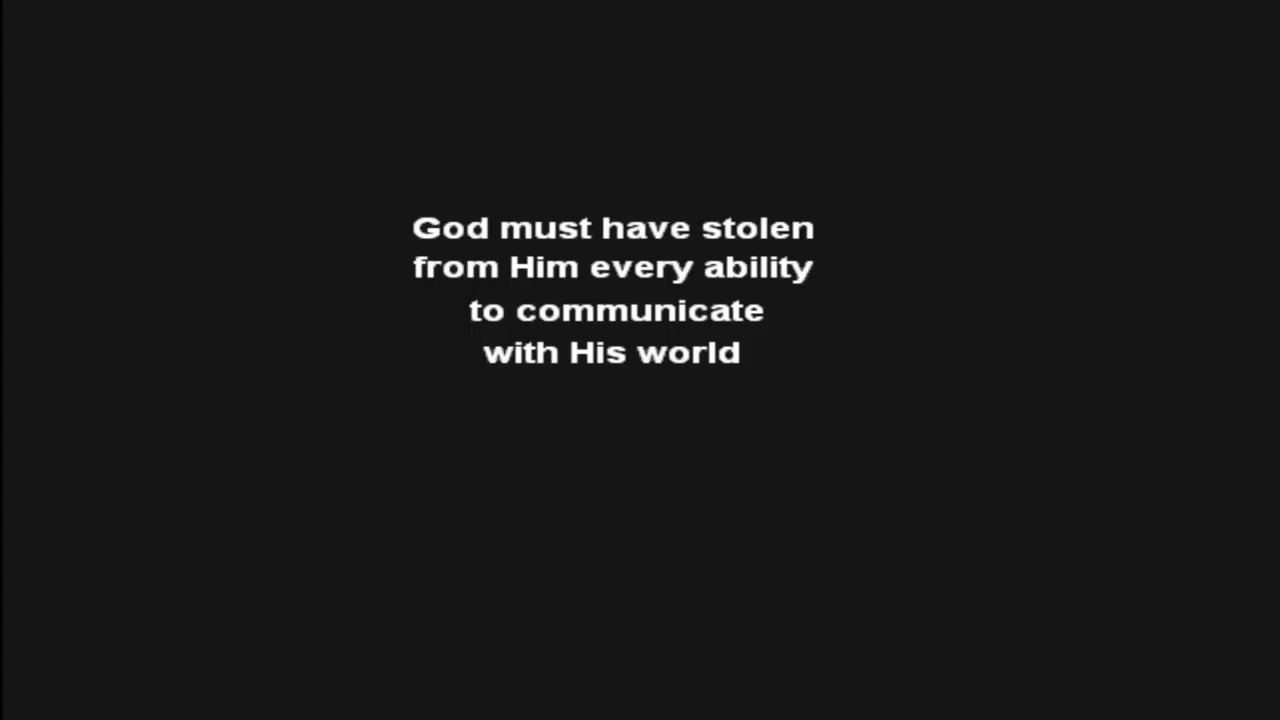 God must have stolen
from Him every ability
to communicate
with His world